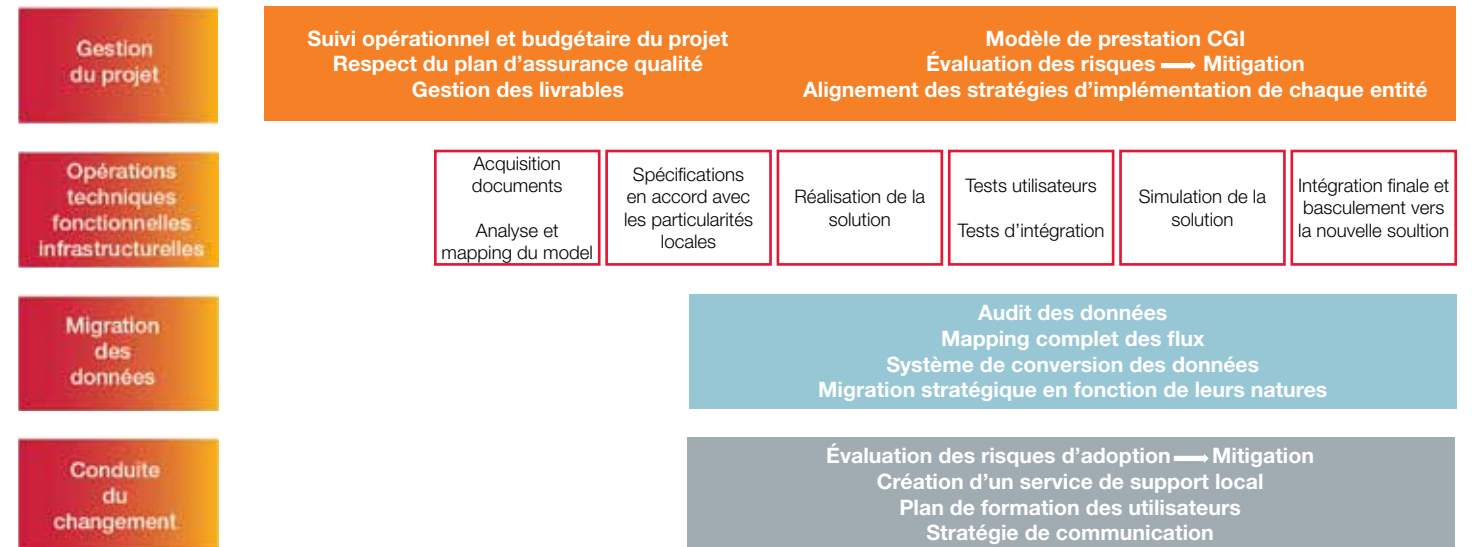 Gestion
du projet
Suivi opérationnel et budgétaire du projet
Respect du plan d'assurance qualité
Gestion des livrables
Modèle de prestation CGI
Évaluation des risques → Mitigation
Alignement des stratégies d'implémentation de chaque entité
Opérations
techniques
fonctionnelles
infrastructurelles
Acquisition
documents
Analyse et
mapping du model
Spécifications
en accord avec
les particularités
locales
Réalisation de la
solution
Tests utilisateurs
Tests d'intégration
Simulation de la
solution
Intégration finale et
basculement vers
la nouvelle soultion
Migration
des
données
Audit des données
Mapping complet des flux
Système de conversion des données
Migration stratégique en fonction de leurs natures
Conduite
du
changement
Évaluation des risques d'adoption → Mitigation
Création d'un service de support local
Plan de formation des utilisateurs
Stratégie de communication